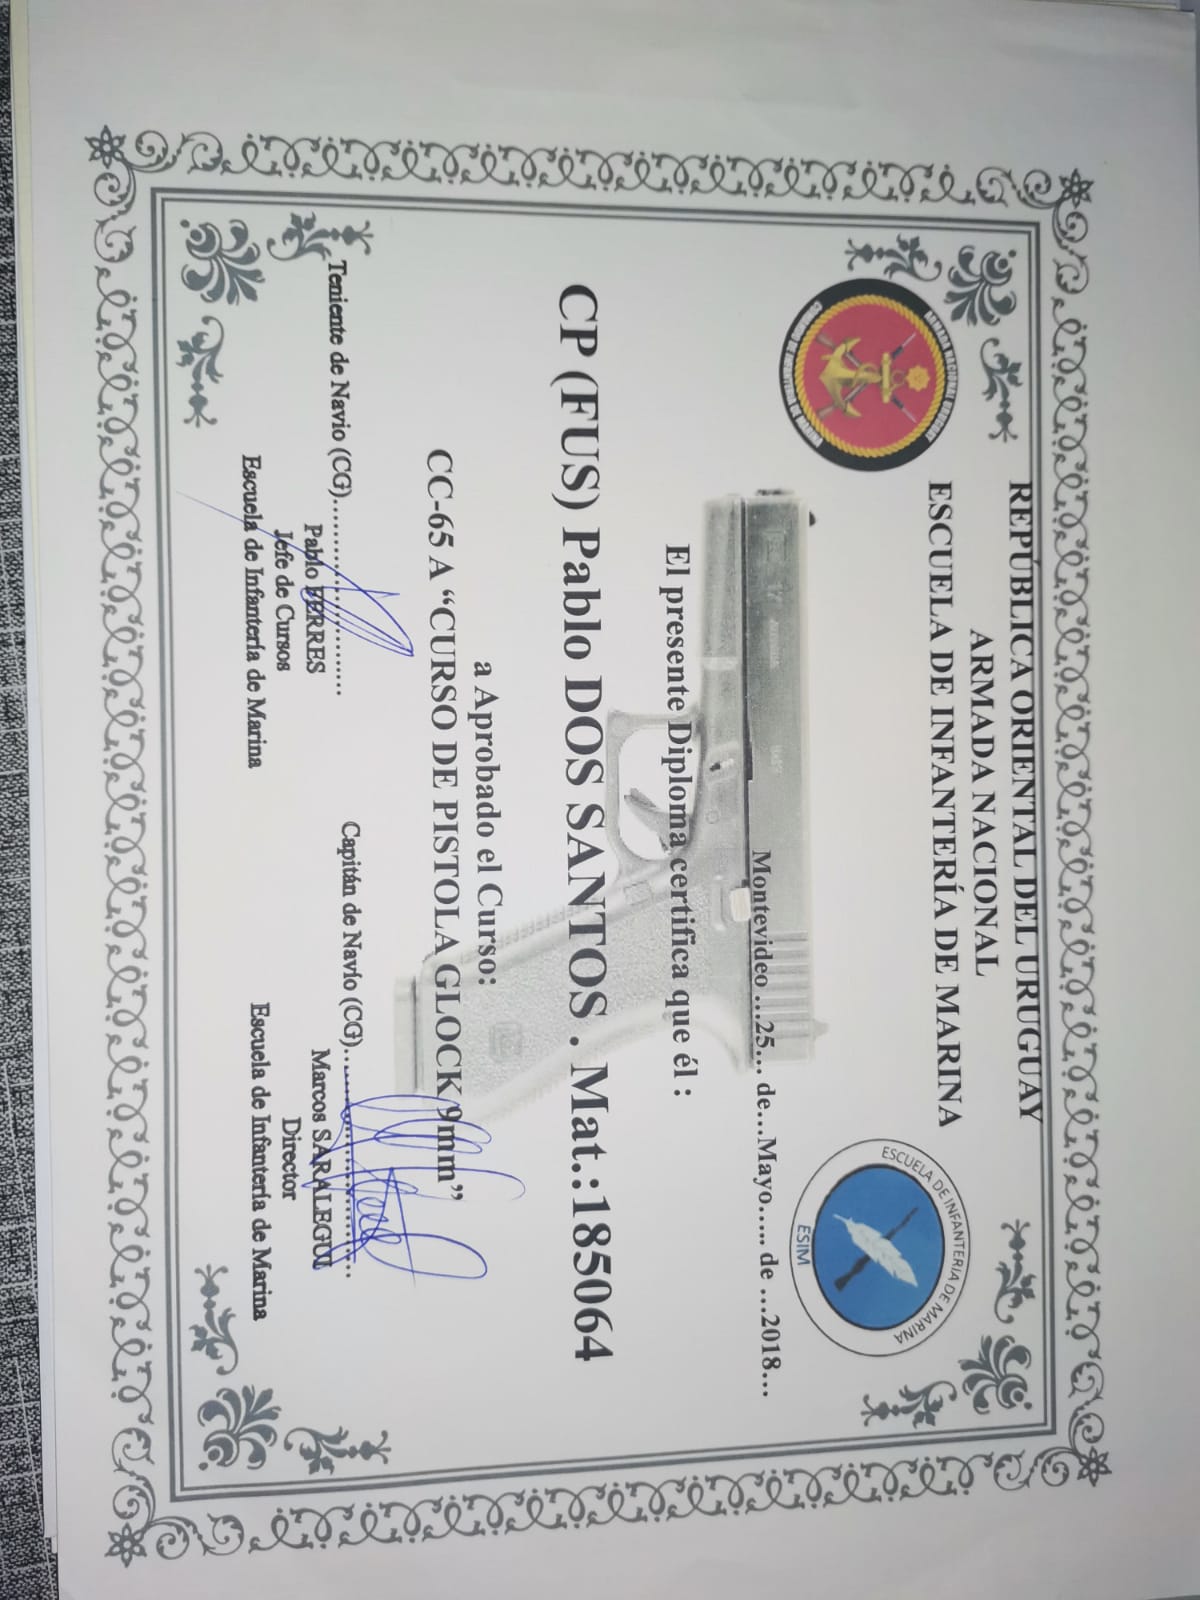 REPÚBLICA ORIENTAL DEL URUGUAY
ARMADA NACIONAL
ESCUELA DE INFANTERÍA DE MARINA
ARMADA NACIONAL URUGUAY
COMANDO DE INFANTERIA DE MARINA
ESCUELA DE INFANTERIA DE MARINA
ESIM
17
Montevideo …25… de…Mayo….. de …2018…
El presente Diploma certifica que él :
CP (FUS) Pablo DOS SANTOS . Mat.:185064
a Aprobado el Curso:
CC-65 A “CURSO DE PISTOLA GLOCK 9mm”
Teniente de Navio (CG)............................
Pablo FERRES
Jefe de Cursos
Escuela de Infantería de Marina
Capitán de Navío (CG)................................
Marcos SARALEGUI
Director
Escuela de Infantería de Marina